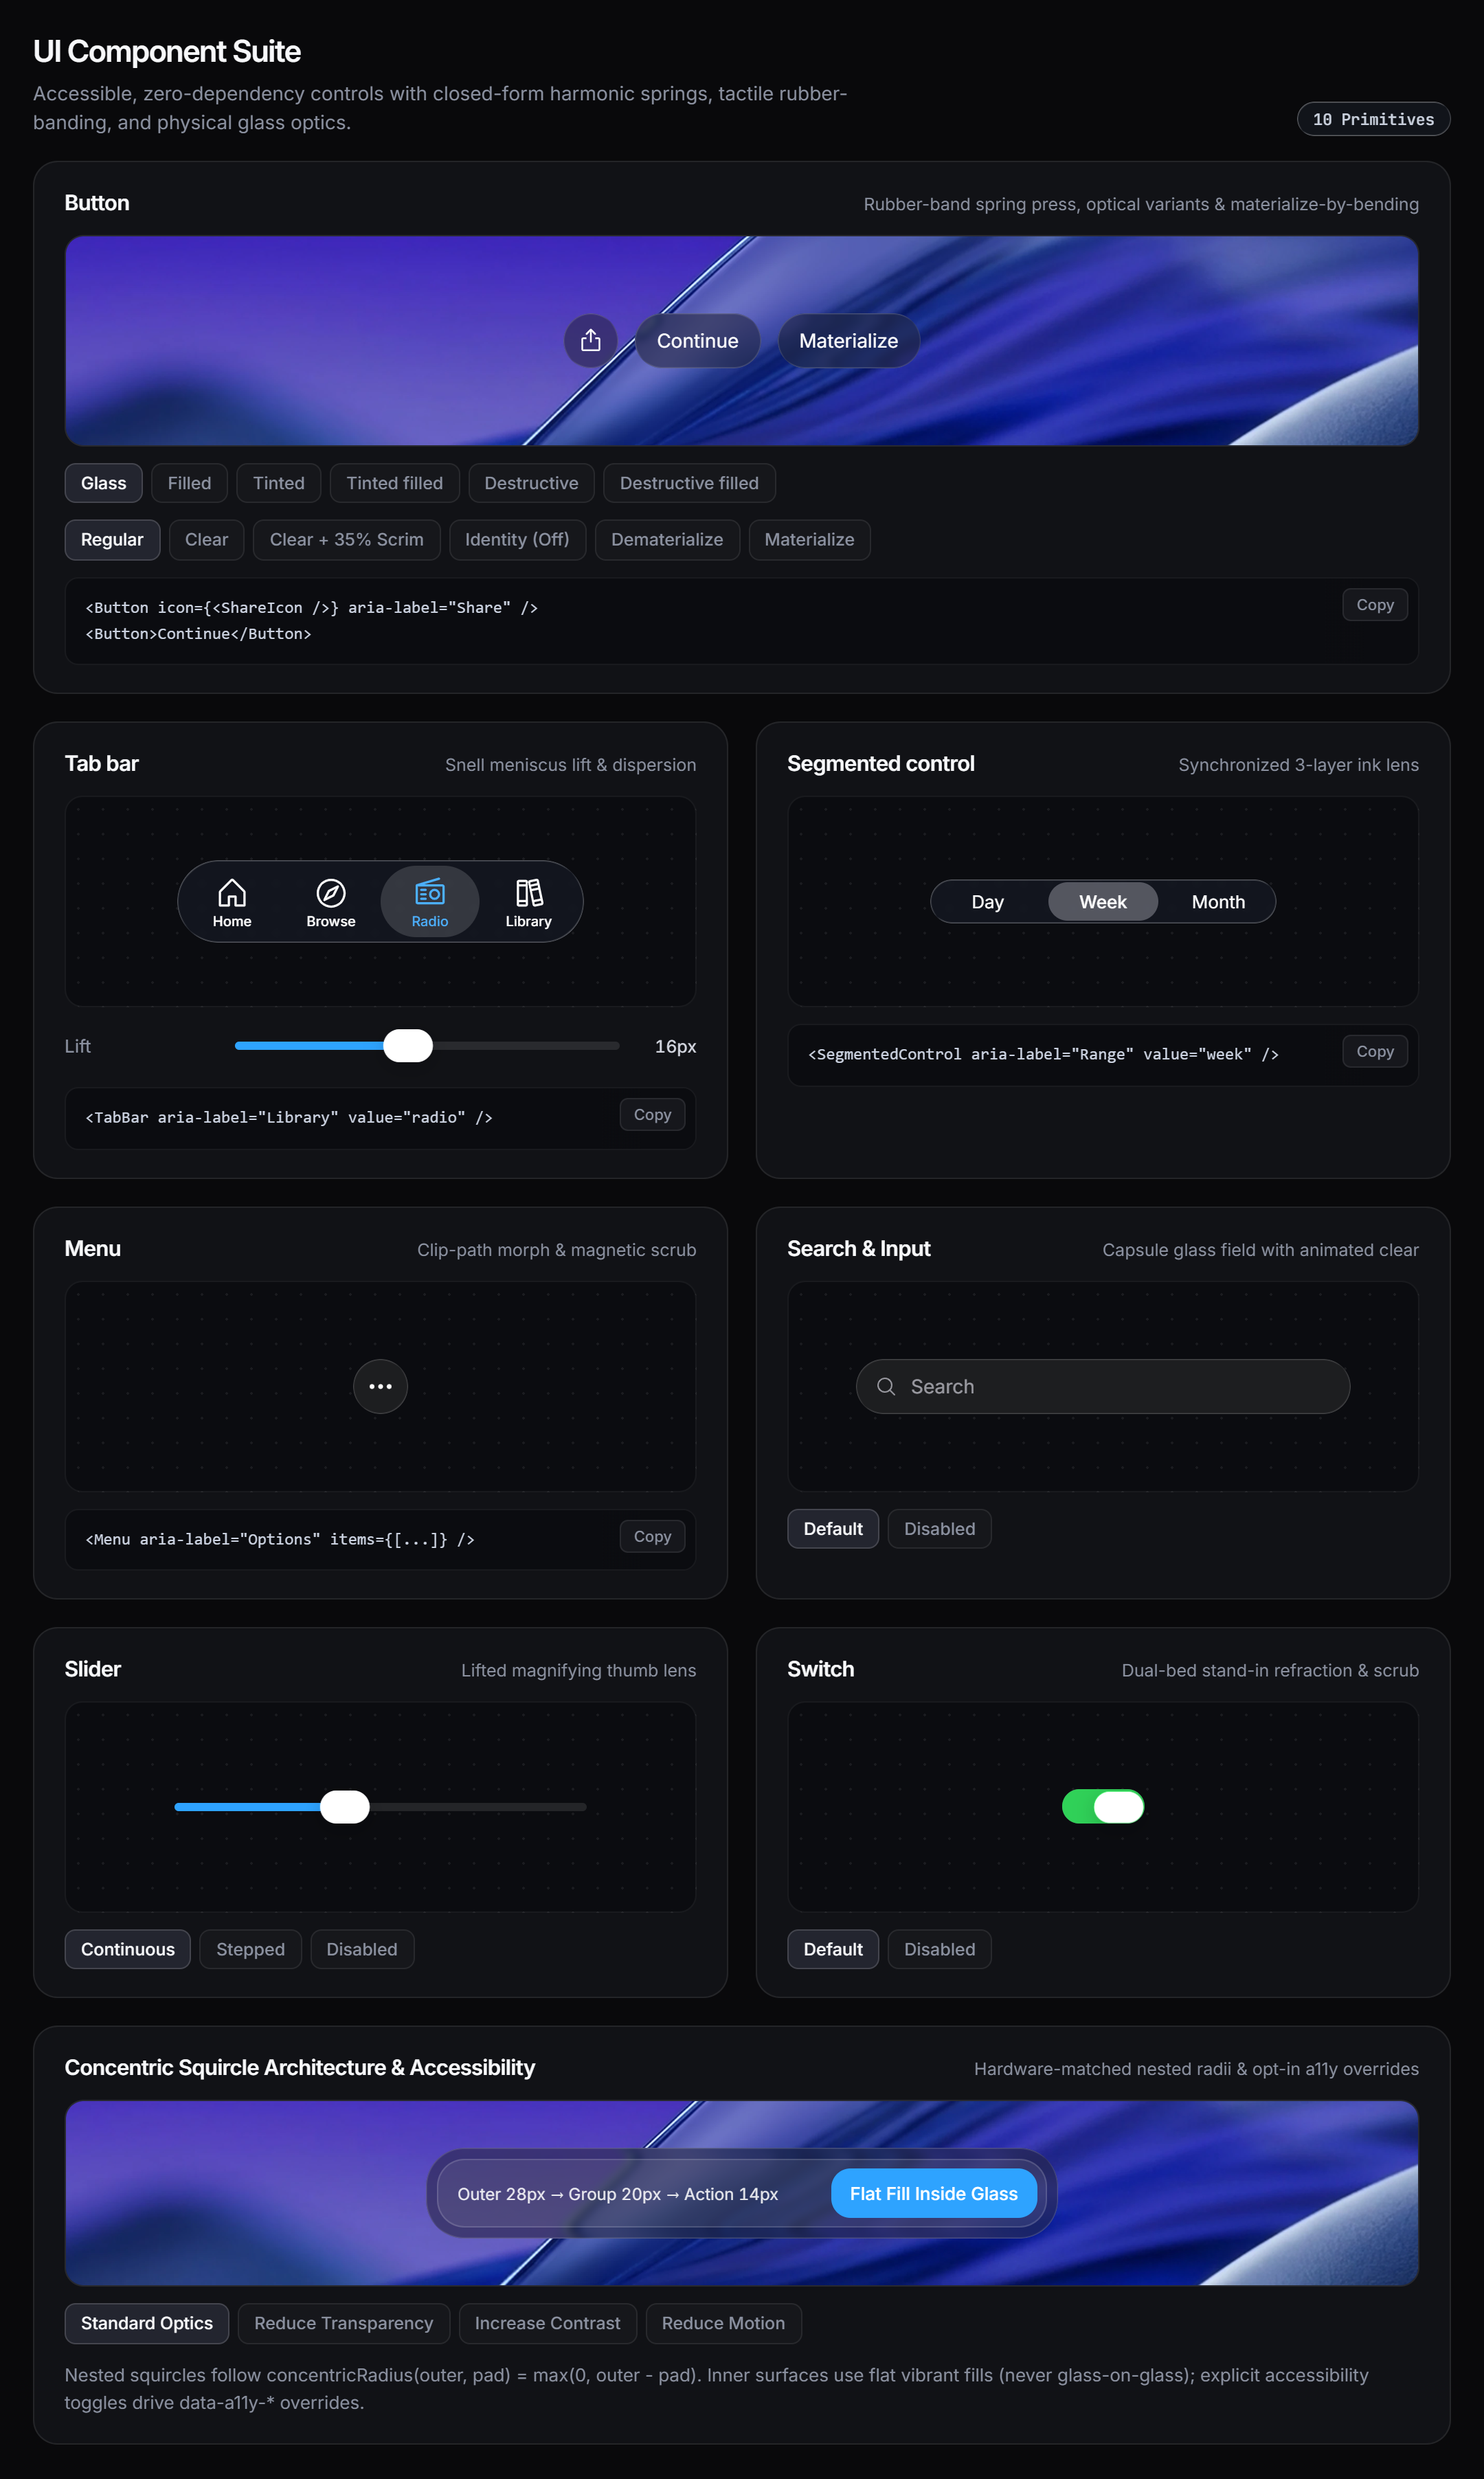 UI Component Suite
Accessible, zero-dependency controls with closed-form harmonic springs, tactile rubber-
banding, and physical glass optics.
10 Primitives
Button
Rubber-band spring press, optical variants & materialize-by-bending
Continue
Materialize
Glass
Filled
Tinted
Tinted filled
Destructive
Destructive filled
Regular
Clear
Clear + 35% Scrim
Identity (Off)
Dematerialize
Materialize
<Button icon={<ShareIcon />} aria-label="Share" />
<Button>Continue</Button>
Copy
Tab bar
Snell meniscus lift & dispersion
Home
Browse
Radio
Library
Lift
16px
<TabBar aria-label="Library" value="radio" />
Copy
Segmented control
Synchronized 3-layer ink lens
Day
Week
Month
<SegmentedControl aria-label="Range" value="week" />
Copy
Menu
Clip-path morph & magnetic scrub
<Menu aria-label="Options" items={[...]} />
Copy
Search & Input
Capsule glass field with animated clear
Search
Default
Disabled
Slider
Lifted magnifying thumb lens
Continuous
Stepped
Disabled
Switch
Dual-bed stand-in refraction & scrub
Default
Disabled
Concentric Squircle Architecture & Accessibility
Hardware-matched nested radii & opt-in a11y overrides
Outer 28px → Group 20px → Action 14px
Flat Fill Inside Glass
Standard Optics
Reduce Transparency
Increase Contrast
Reduce Motion
Nested squircles follow concentricRadius(outer, pad) = max(0, outer - pad). Inner surfaces use flat vibrant fills (never glass-on-glass); explicit accessibility
toggles drive data-a11y-* overrides.